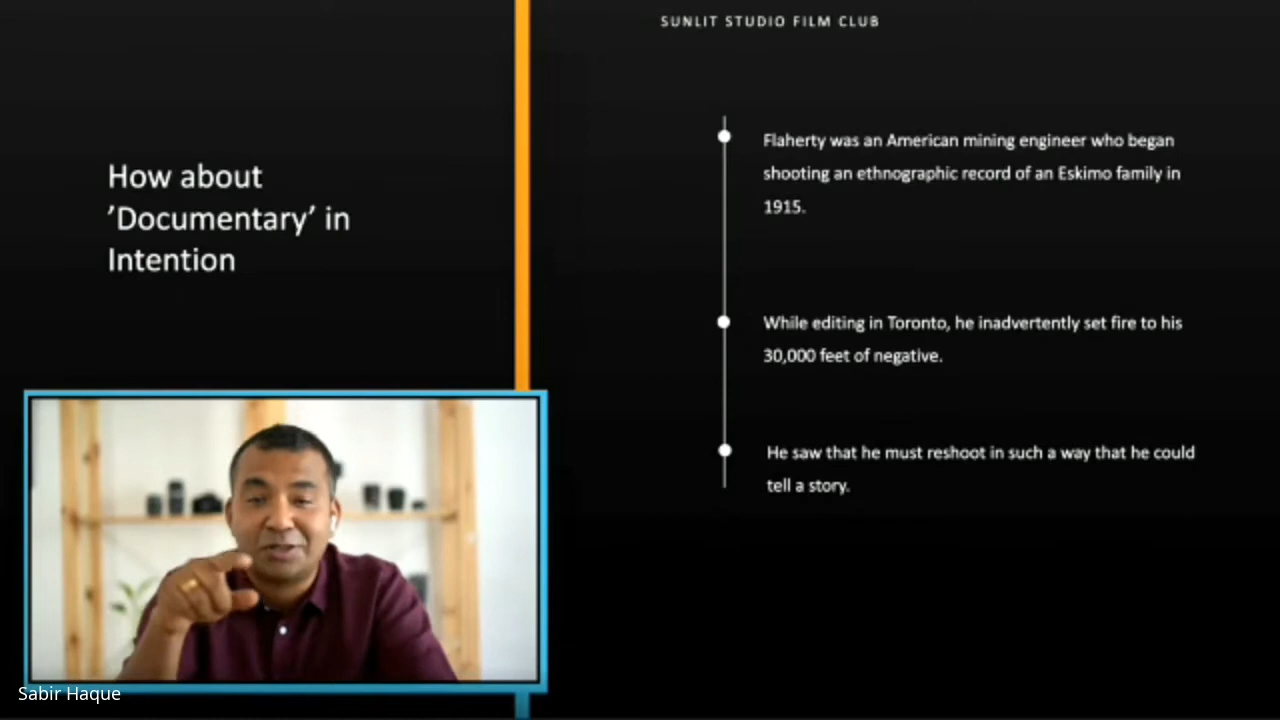 SUNLIT STUDIO FILM CLUB
How about
’Documentary’ in
Intention
Flaherty was an American mining engineer who began
shooting an ethnographic record of an Eskimo family in
1915.
While editing in Toronto, he inadvertently set fire to his
30,000 feet of negative.
He saw that he must reshoot in such a way that he could
tell a story.
Sabir Haque